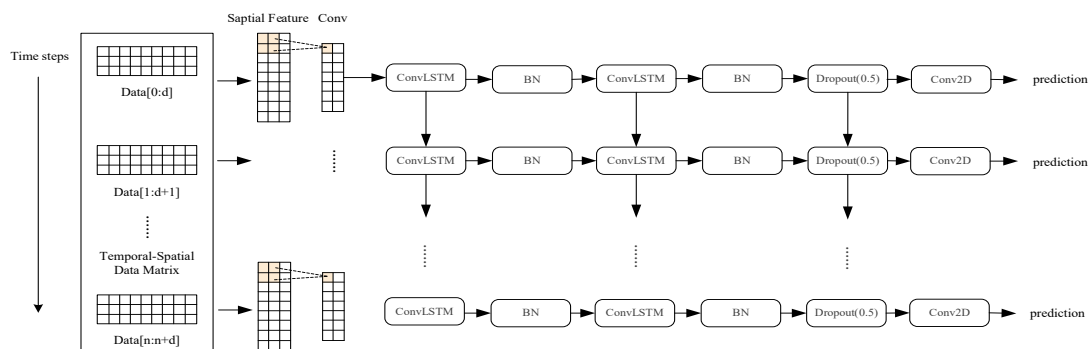 Saptial Feature Conv
Time steps
Data[0:d]
ConvLSTM BN ConvLSTM BN Dropout(0.5) Conv2D prediction
Data[1:d+1]
ConvLSTM BN ConvLSTM BN Dropout(0.5) Conv2D prediction
Temporal-Spatial
Data Matrix
Data[n:n+d]
ConvLSTM BN ConvLSTM BN Dropout(0.5) Conv2D prediction